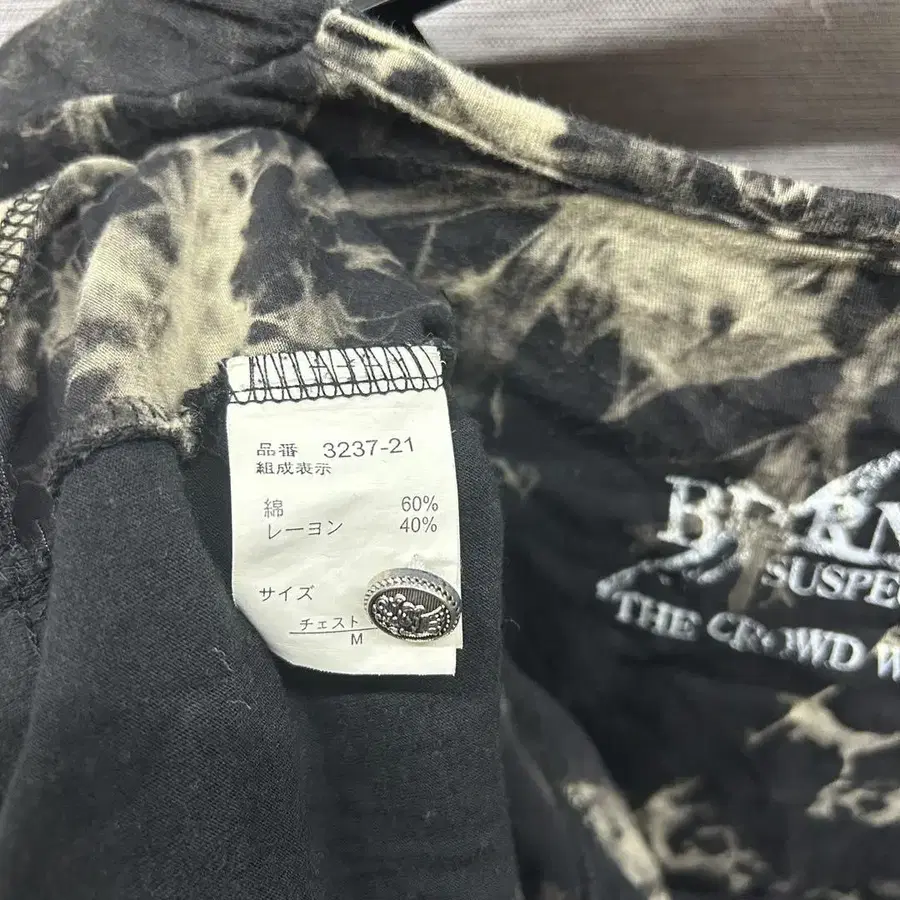 品番 3237-21
組成表示
綿 60%
レーヨン 40%
サイズ
チェスト
M
SUSPE
THE CROWD W